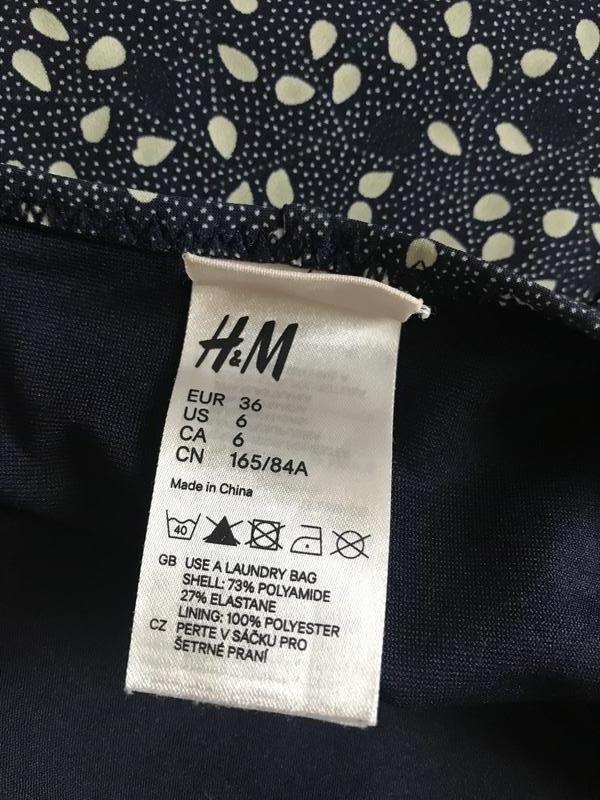 H&M
EUR 36
US 6
CA 6
CN 165/84A
Made in China
40
GB USE A LAUNDRY BAG
SHELL: 73% POLYAMIDE
27% ELASTANE
LINING: 100% POLYESTER
CZ PERTE V SÁČKU PRO
ŠETRNÉ PRANÍ